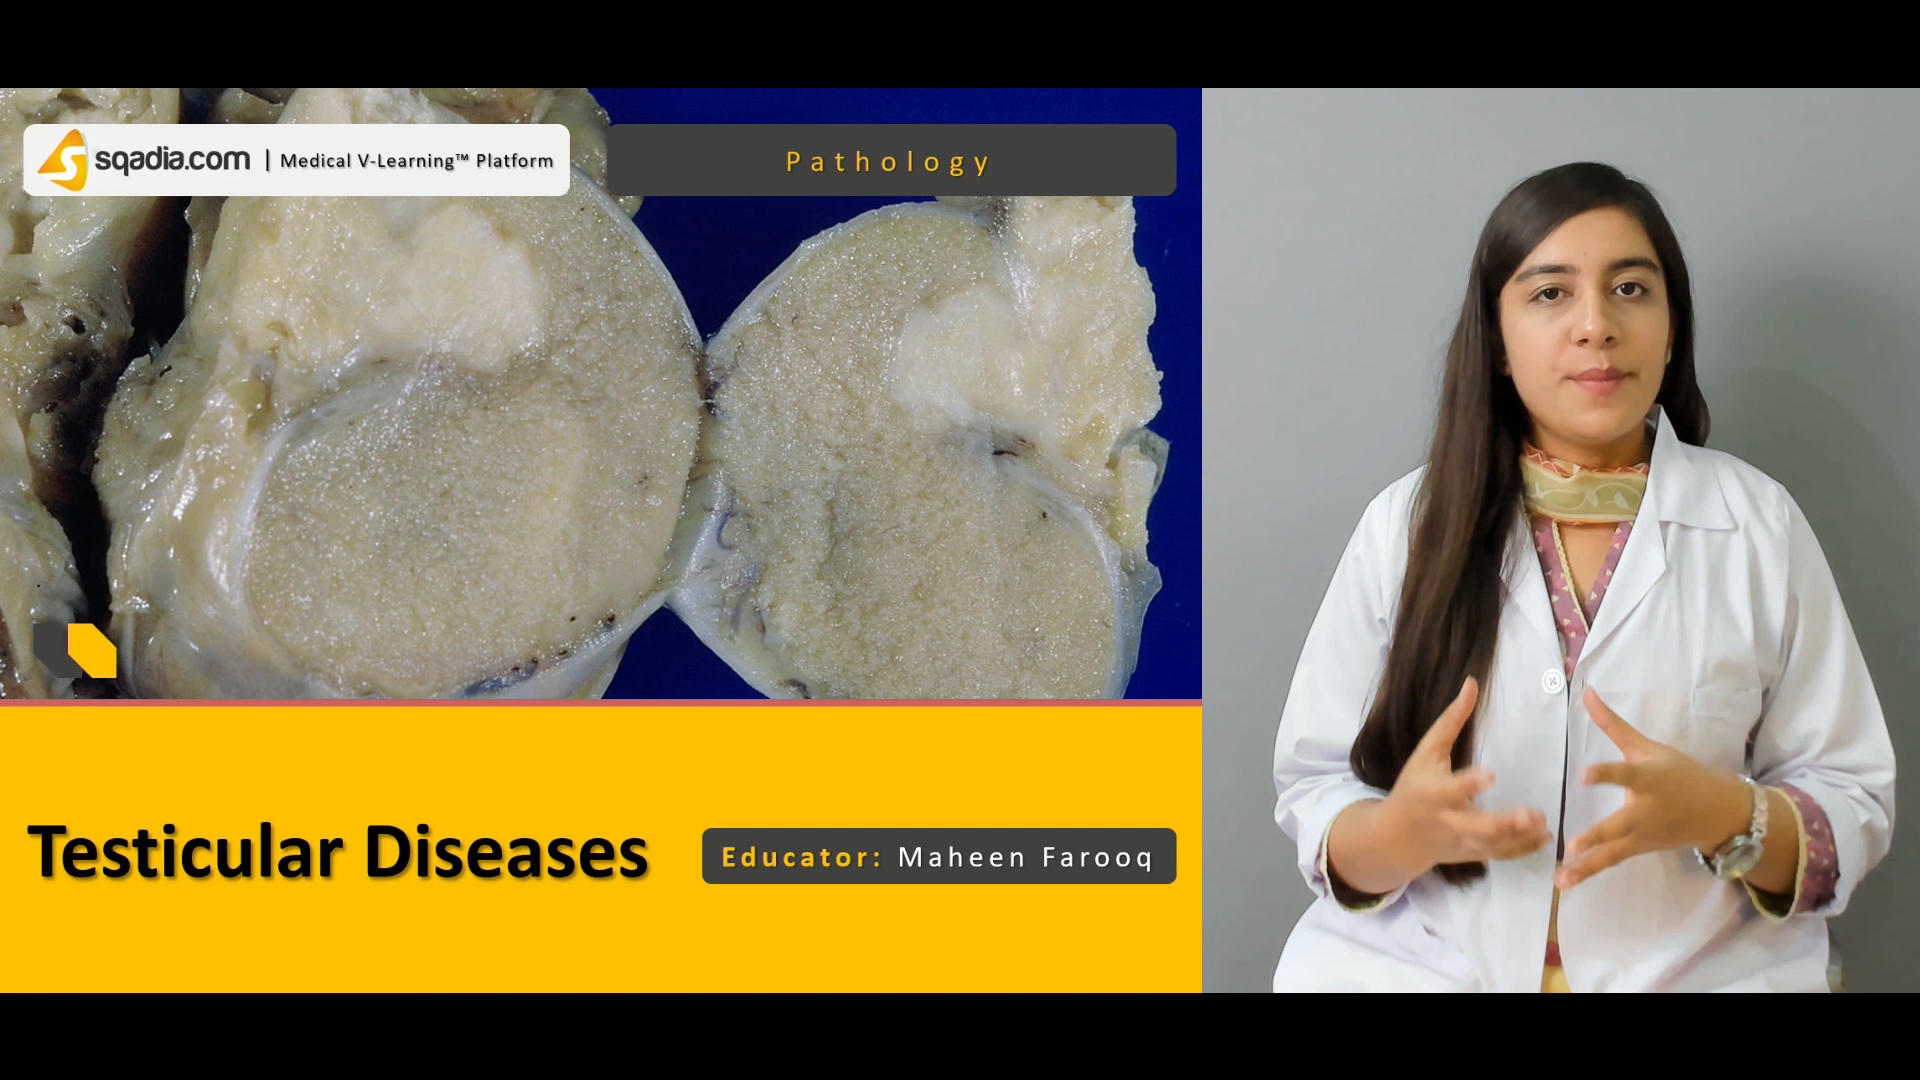 sqadia.com | Medical V-Learning™ Platform
Pathology
Testicular Diseases
Educator: Maheen Farooq